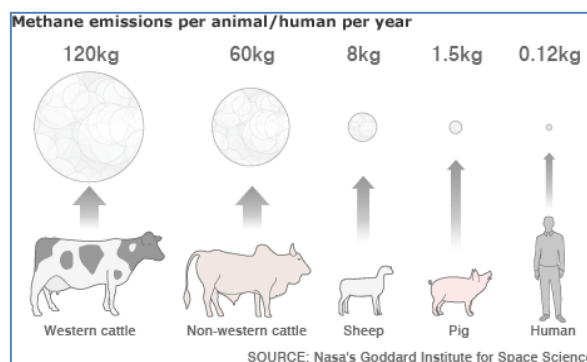 Methane emissions per animal/human per year
120kg 60kg 8kg 1.5kg 0.12kg
Western cattle Non-western cattle Sheep Pig Human
SOURCE: Nasa's Goddard Institute for Space Science